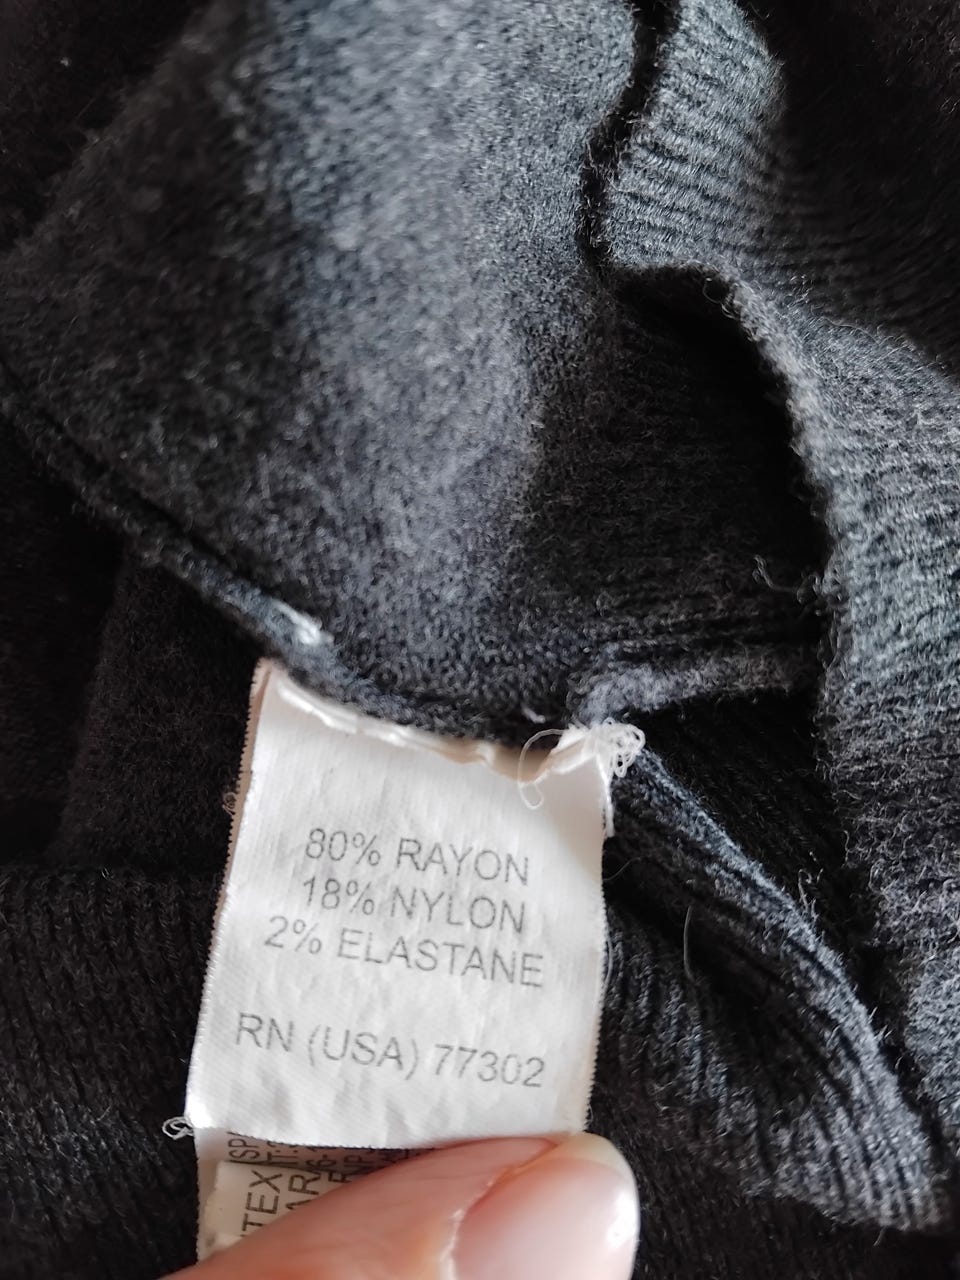 80% RAYON
18% NYLON
2% ELASTANE
RN (USA) 77302